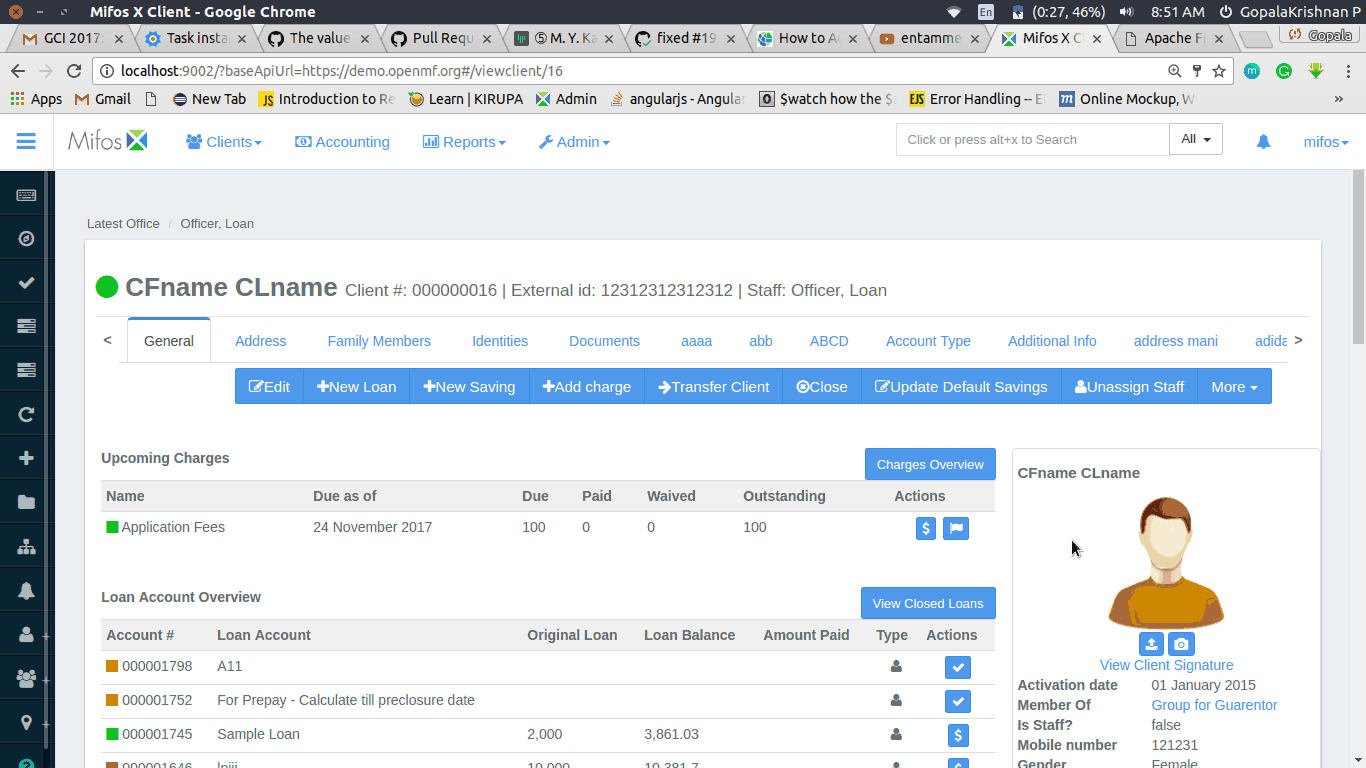 Mifos X Client - Google Chrome
En (0:27, 46%) 8:51 AM GopalaKrishnan P
GCI 2017: Task insta The value Pull Requ ⑤ M. Y. Ka fixed #19 How to A entamme Mifos X C Apache Fi Gopala
localhost:9002/?baseApiUrl=https://demo.openmf.org#/viewclient/16
Apps Gmail New Tab Introduction to Re Learn | KIRUPA Admin angularjs - Angular $watch how the $ Error Handling -- E Online Mockup, W »
Mifos Clients Accounting Reports Admin Click or press alt+x to Search All mifos
Latest Office / Officer, Loan
CFname CLname Client #: 000000016 | External id: 12312312312312 | Staff: Officer, Loan
< General Address Family Members Identities Documents aaaa abb ABCD Account Type Additional Info address mani adida >
Edit New Loan New Saving Add charge Transfer Client Close Update Default Savings Unassign Staff More
Upcoming Charges Charges Overview
Name Due as of Due Paid Waived Outstanding Actions
Application Fees 24 November 2017 100 0 0 100 $
Loan Account Overview View Closed Loans
Account # Loan Account Original Loan Loan Balance Amount Paid Type Actions
000001798 A11
000001752 For Prepay - Calculate till preclosure date
000001745 Sample Loan 2,000 3,861.03 $
000001646 10,000 10,381.7
CFname CLname
View Client Signature
Activation date 01 January 2015
Member Of Group for Guarentor
Is Staff? false
Mobile number 121231
Gender Female